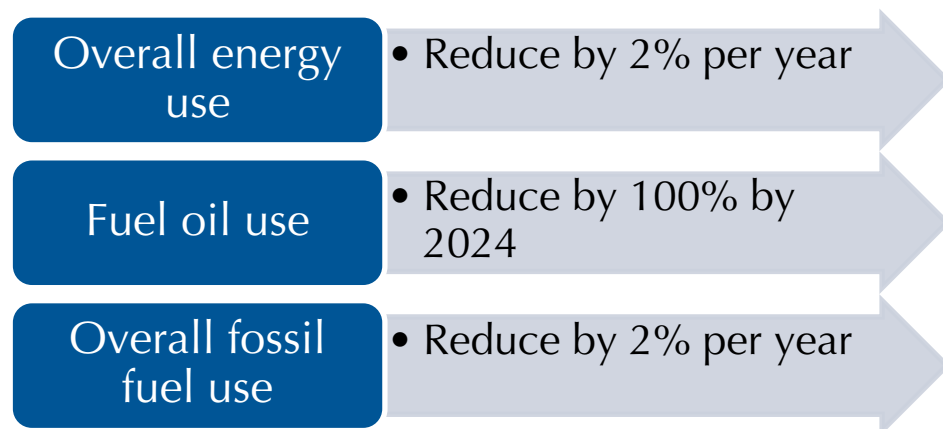 Overall energy
use
• Reduce by 2% per year
Fuel oil use
• Reduce by 100% by
2024
Overall fossil
fuel use
• Reduce by 2% per year